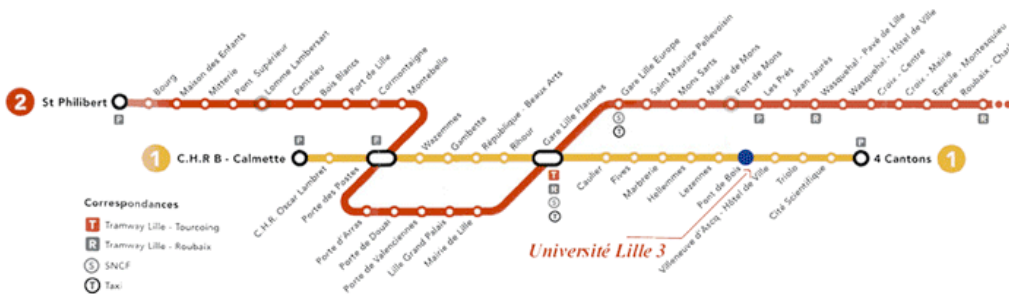 2 St Philibert
P
Bourg
Maison des Enfants
Mitterie
Pont Supérieur
Lomme Lambersart
Canteleu
Bois Blancs
Port de Lille
Cormontaigne
Montebello
Gare Lille Europe
S
T
Saint Maurice Pellevoisin
Mons Sarts
Mairie de Mons
Fort de Mons
Les Prés
P
Jean Jaurès
Wasquehal - Pavé de Lille
R
Wasquehal - Hôtel de Ville
Croix - Centre
Croix - Mairie
Epeule - Montesquieu
Roubaix - Charl
R
1 C.H.R B - Calmette
P
C.H.R. Oscar Lambret
P
Porte des Postes
Wazemmes
Gambetta
République - Beaux Arts
Rihour
Gare Lille Flandres
T
R
S
T
Caulier
Fives
Marbrerie
Hellemmes
Lezennes
Pont de Bois
Villeneuve d'Ascq - Hôtel de Ville
Triolo
Cité Scientifique
P
4 Cantons 1
Porte d'Arras
Porte de Douai
Porte de Valenciennes
Lille Grand Palais
Mairie de Lille
Université Lille 3
Correspondances
T Tramway Lille - Tourcoing
R Tramway Lille - Roubaix
S SNCF
T Taxi